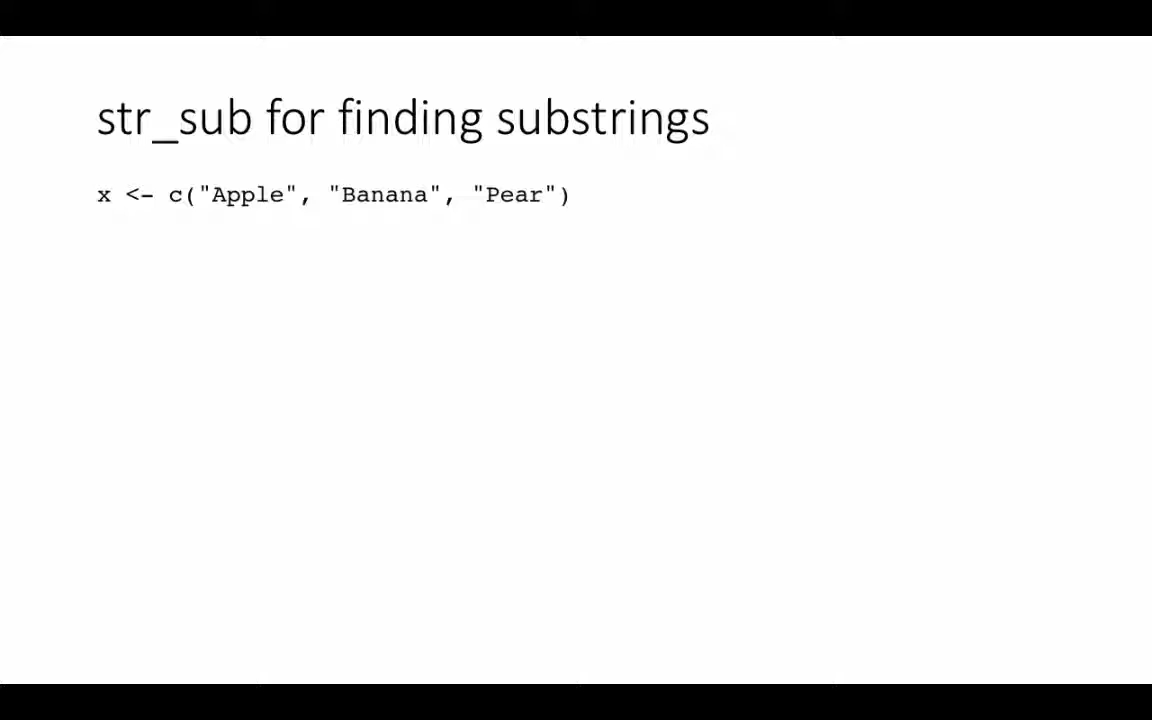 str_sub for finding substrings
x <- c("Apple", "Banana", "Pear")